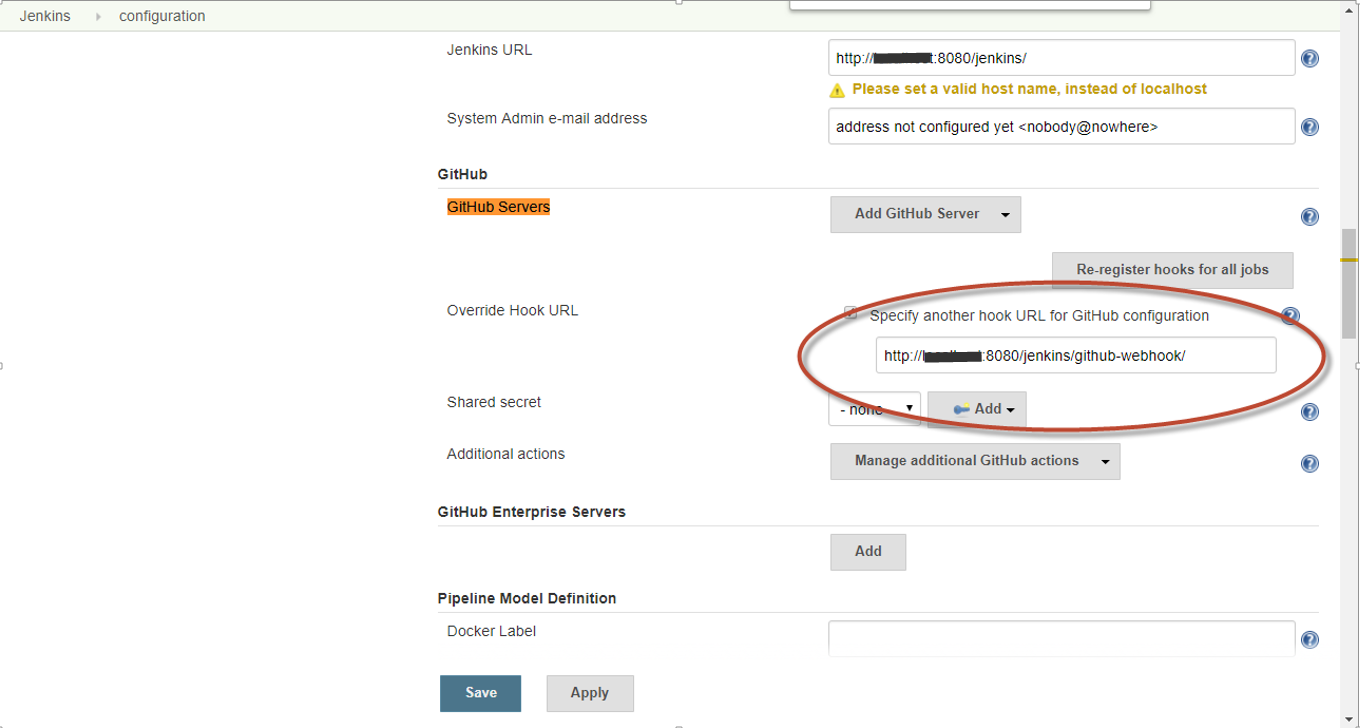 Jenkins configuration
Jenkins URL
http:// :8080/jenkins/
Please set a valid host name, instead of localhost
System Admin e-mail address
address not configured yet <nobody@nowhere>
GitHub
GitHub Servers
Add GitHub Server
Re-register hooks for all jobs
Override Hook URL
Specify another hook URL for GitHub configuration
http:// :8080/jenkins/github-webhook/
Shared secret
- none
Add
Additional actions
Manage additional GitHub actions
GitHub Enterprise Servers
Add
Pipeline Model Definition
Docker Label
Save
Apply